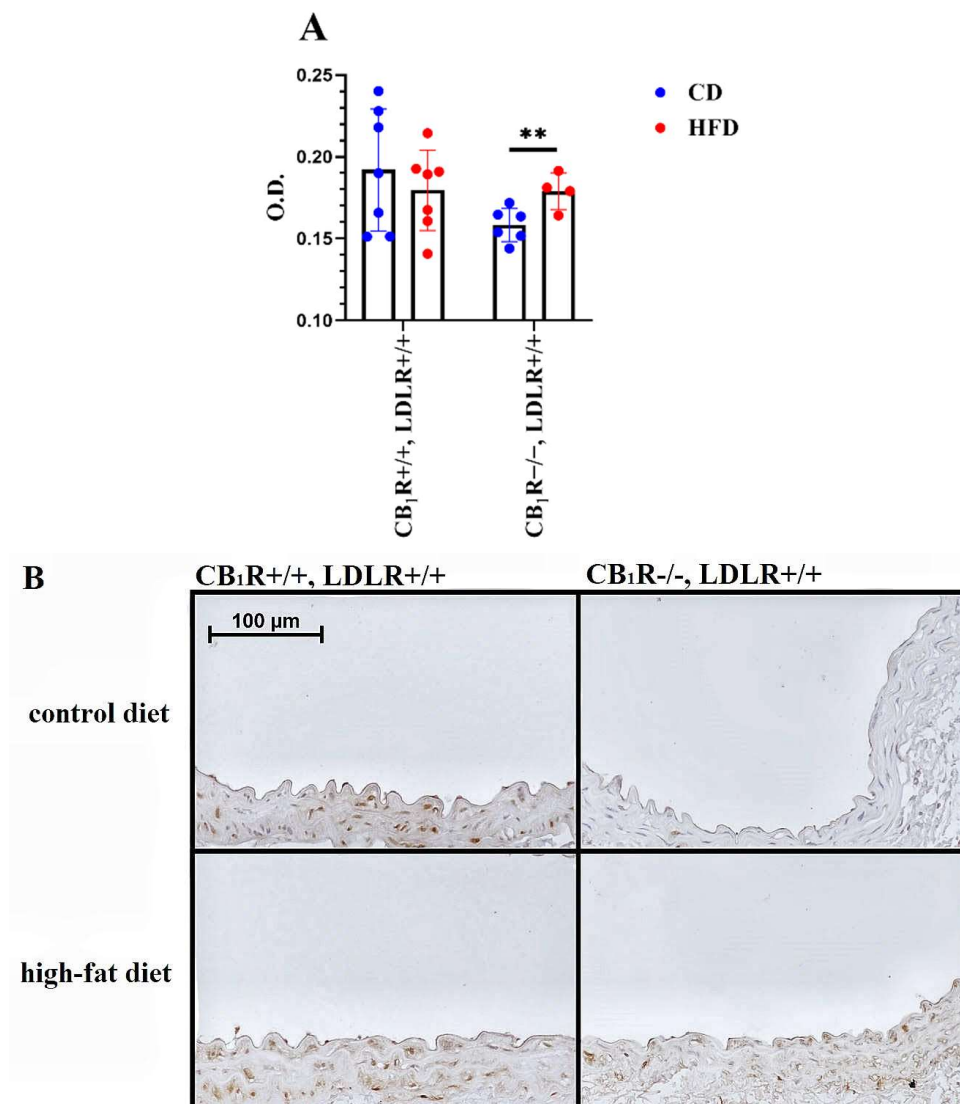 A
0.25
0.20
0.15
0.10
O.D.
**
CD
HFD
CB₁R+/+, LDLR+/+
CB₁R−/−, LDLR+/+
B
CB₁R+/+, LDLR+/+
CB₁R-/-, LDLR+/+
100 µm
control diet
high-fat diet